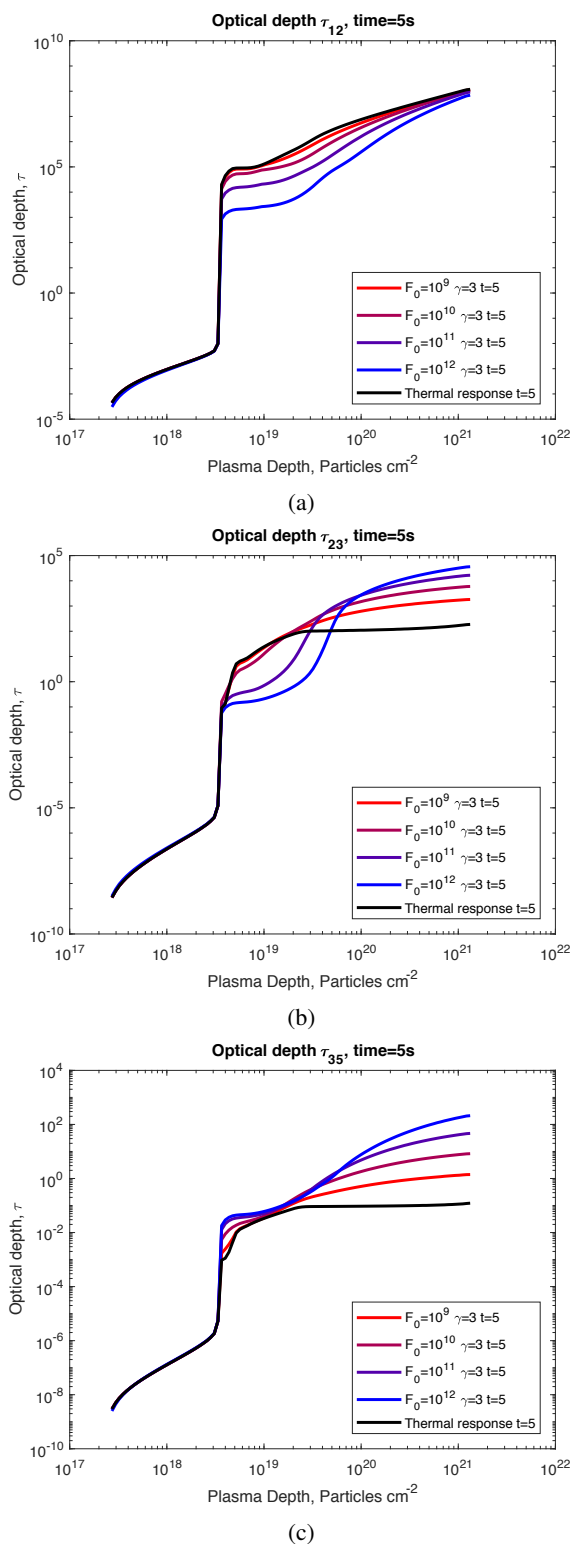 Optical depth τ12, time=5s
10^10
10^5
10^0
10^-5
Optical depth, τ
F0=10^9 γ=3 t=5
F0=10^10 γ=3 t=5
F0=10^11 γ=3 t=5
F0=10^12 γ=3 t=5
Thermal response t=5
10^17 10^18 10^19 10^20 10^21 10^22
Plasma Depth, Particles cm^-2
(a)
Optical depth τ23, time=5s
10^5
10^0
10^-5
10^-10
Optical depth, τ
F0=10^9 γ=3 t=5
F0=10^10 γ=3 t=5
F0=10^11 γ=3 t=5
F0=10^12 γ=3 t=5
Thermal response t=5
10^17 10^18 10^19 10^20 10^21 10^22
Plasma Depth, Particles cm^-2
(b)
Optical depth τ35, time=5s
10^4
10^2
10^0
10^-2
10^-4
10^-6
10^-8
10^-10
Optical depth, τ
F0=10^9 γ=3 t=5
F0=10^10 γ=3 t=5
F0=10^11 γ=3 t=5
F0=10^12 γ=3 t=5
Thermal response t=5
10^17 10^18 10^19 10^20 10^21 10^22
Plasma Depth, Particles cm^-2
(c)